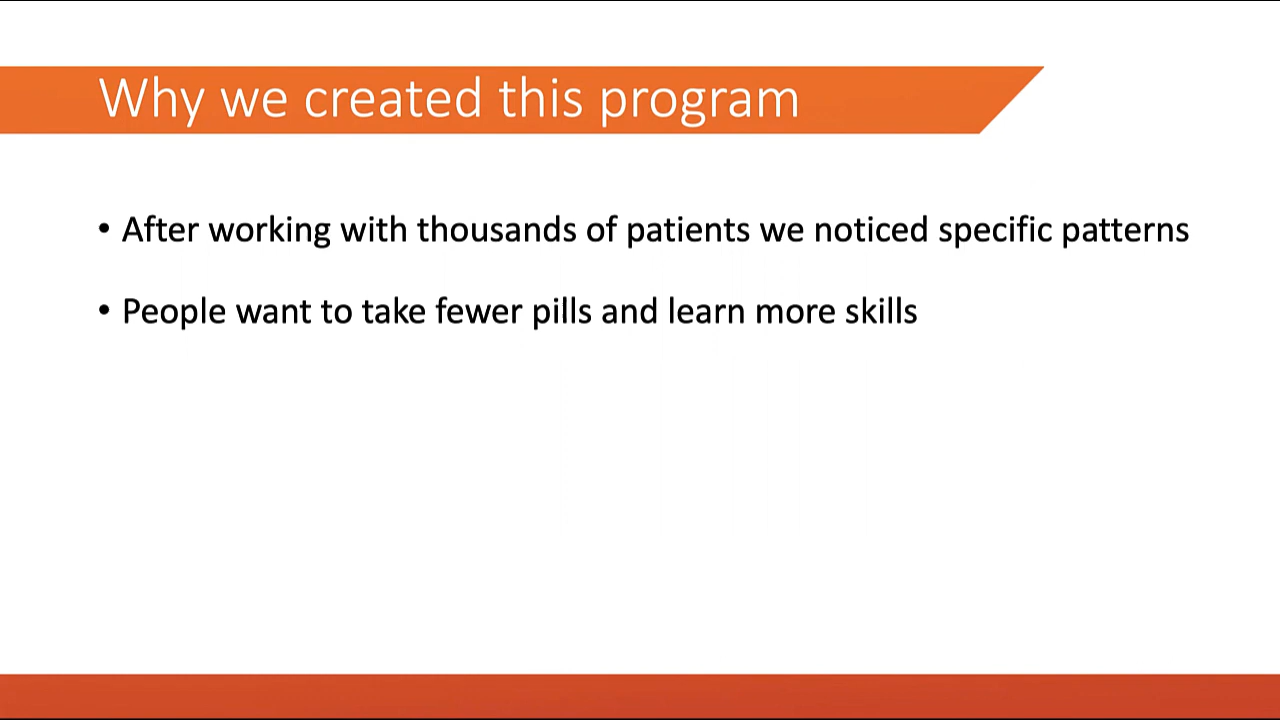 Why we created this program
• After working with thousands of patients we noticed specific patterns
• People want to take fewer pills and learn more skills